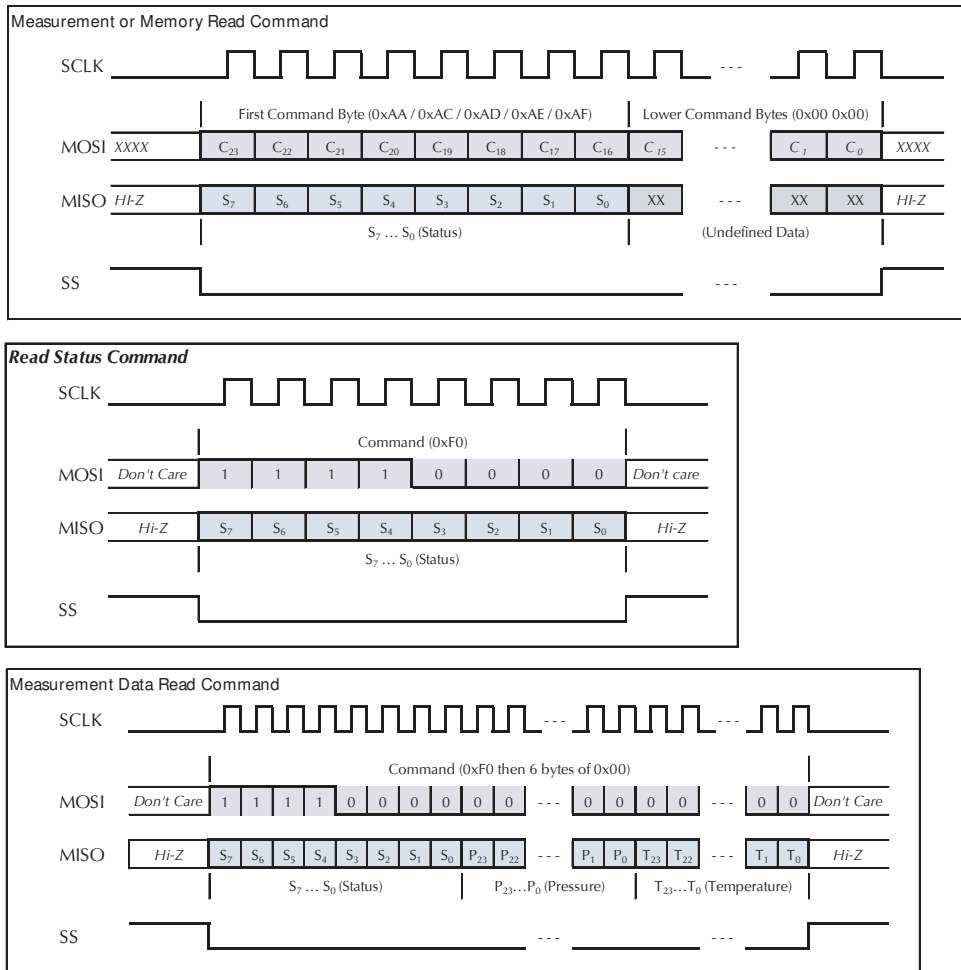 Measurement or Memory Read Command
SCLK
- - -
First Command Byte (0xAA / 0xAC / 0xAD / 0xAE / 0xAF) Lower Command Bytes (0x00 0x00)
MOSI XXXX C23 C22 C21 C20 C19 C18 C17 C16 C15 - - - C1 C0 XXXX
MISO HI-Z S7 S6 S5 S4 S3 S2 S1 S0 XX - - - XX XX HI-Z
S7 … S0 (Status) (Undefined Data)
SS - - -
Read Status Command
SCLK
Command (0xF0)
MOSI Don't Care 1 1 1 1 0 0 0 0 Don't care
MISO Hi-Z S7 S6 S5 S4 S3 S2 S1 S0 Hi-Z
S7 … S0 (Status)
SS
Measurement Data Read Command
SCLK - - - - - -
Command (0xF0 then 6 bytes of 0x00)
MOSI Don't Care 1 1 1 1 0 0 0 0 0 0 - - - 0 0 0 0 - - - 0 0 Don't Care
MISO Hi-Z S7 S6 S5 S4 S3 S2 S1 S0 P23 P22 - - - P1 P0 T23 T22 - - - T1 T0 Hi-Z
S7 … S0 (Status) P23…P0 (Pressure) T23…T0 (Temperature)
SS - - - - - -